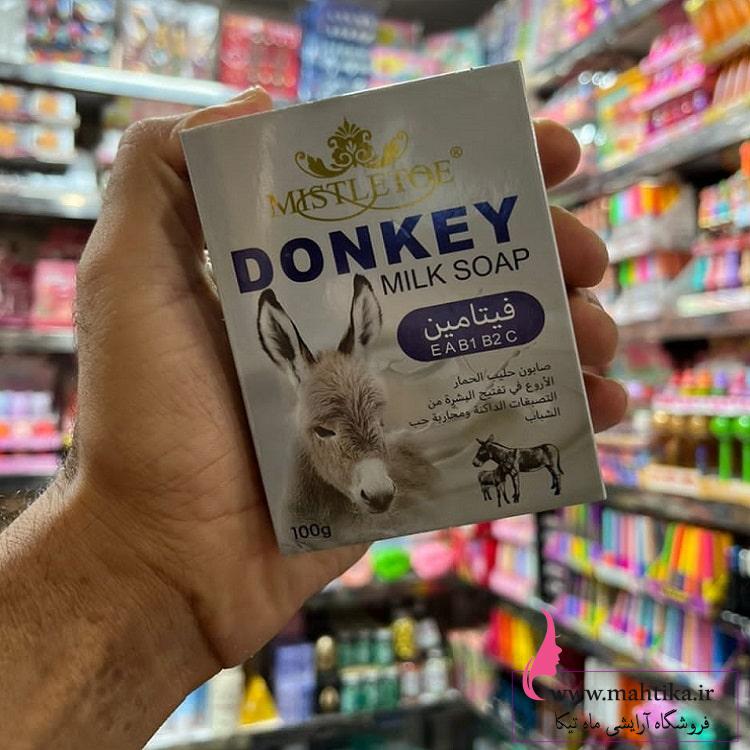 MISTLETOE®
DONKEY
MILK SOAP
فيتامين
E A B1 B2 C
صابون حليب الحمار
الأروع في تفتيح البشرة من
التصبغات الداكنة ومحاربة حب
الشباب
100g
www.mahtika.ir
فروشگاه آرایشی ماه تیکا